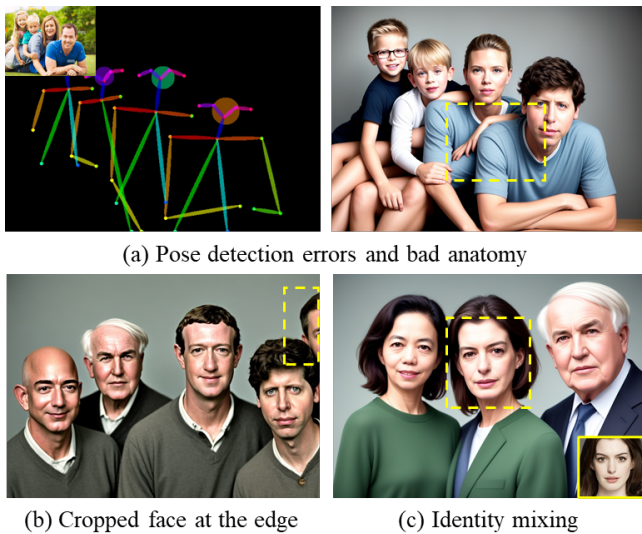 (a) Pose detection errors and bad anatomy
(b) Cropped face at the edge
(c) Identity mixing